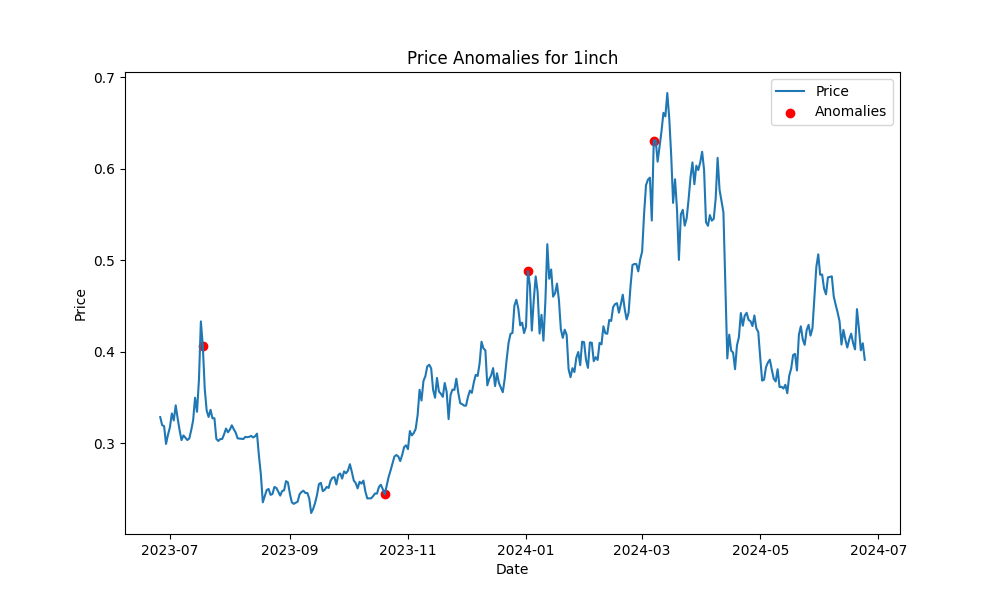 Price Anomalies for 1inch
Price
Anomalies
0.7
0.6
0.5
0.4
0.3
Price
2023-07
2023-09
2023-11
2024-01
2024-03
2024-05
2024-07
Date